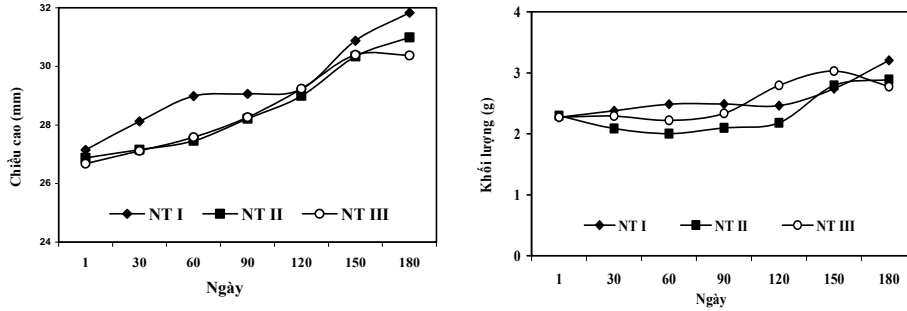 32
30
28
26
24
Chiều cao (mm)
NT I NT II NT III
1 30 60 90 120 150 180
Ngày
4
3
2
1
0
Khối lượng (g)
NT I NT II NT III
1 30 60 90 120 150 180
Ngày